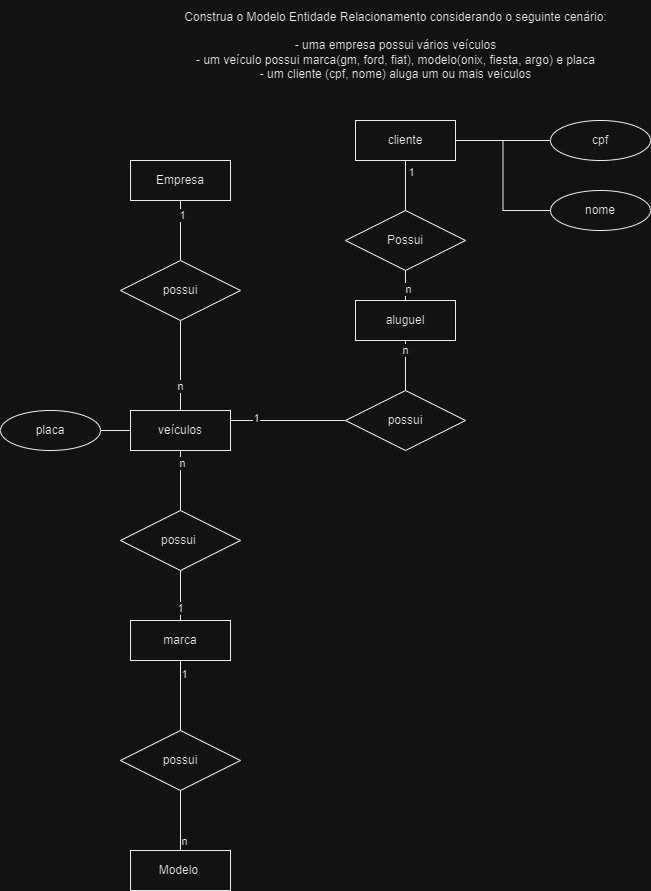 Construa o Modelo Entidade Relacionamento considerando o seguinte cenário:
- uma empresa possui vários veículos
- um veículo possui marca(gm, ford, fiat), modelo(onix, fiesta, argo) e placa
- um cliente (cpf, nome) aluga um ou mais veículos
cliente
cpf
1
Empresa
nome
1
Possui
possui
n
aluguel
n
n
placa
veículos
1
possui
n
possui
1
marca
1
possui
n
Modelo